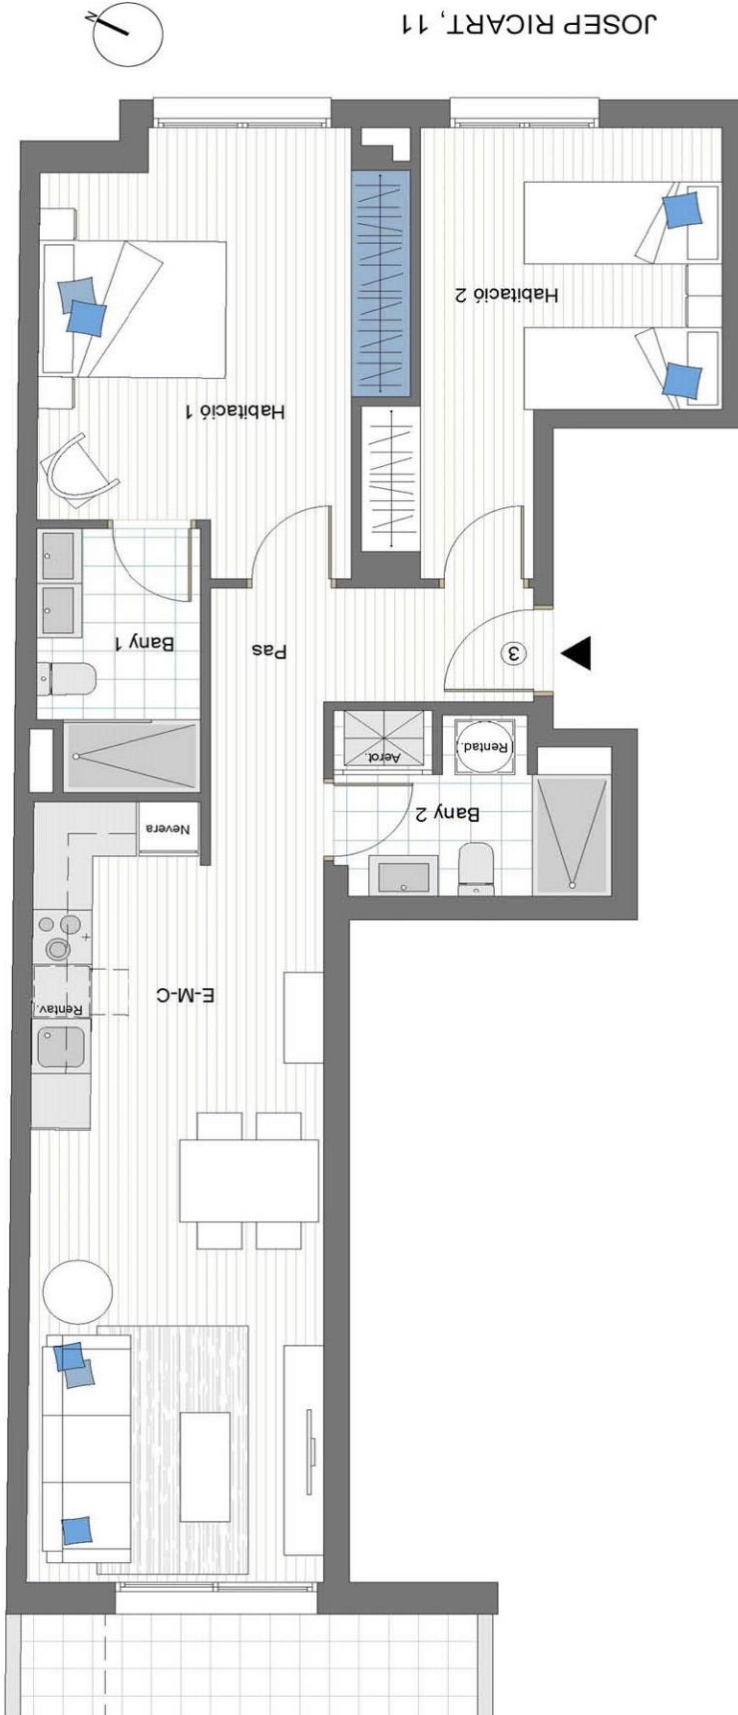 N
JOSEP RICART, 11
Habitació 2
Habitació 1
Bany 1
Pas
3
Rentad.
Aerot.
Bany 2
Nevera
E-M-C
Rentav.